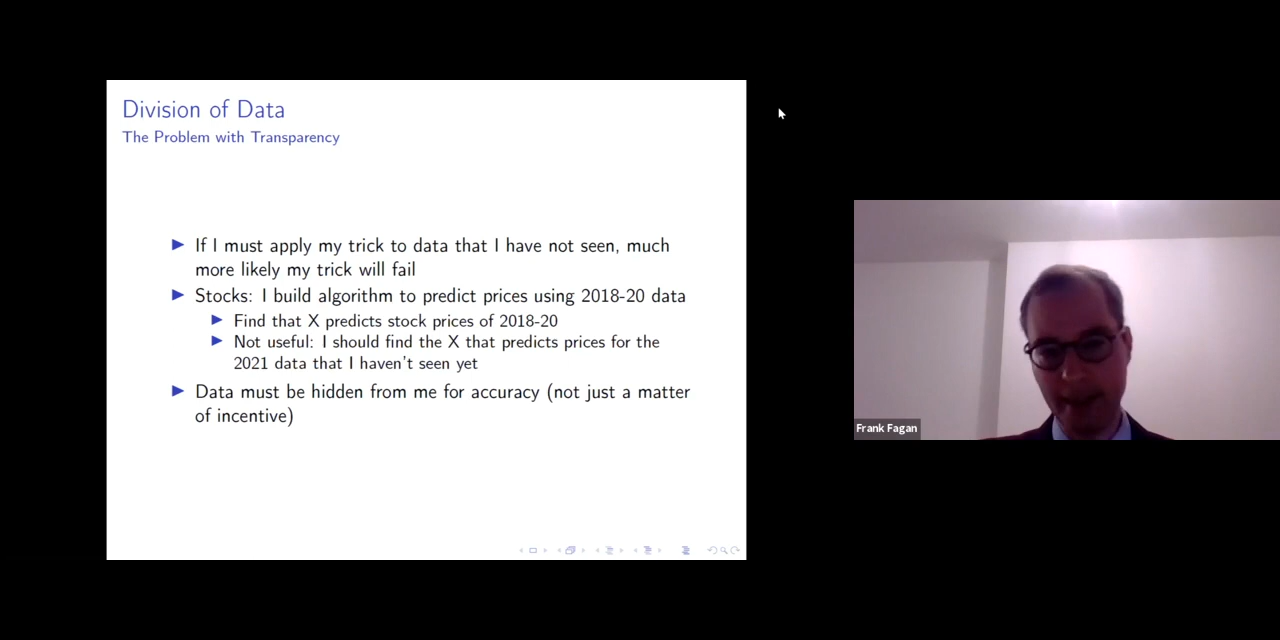 Division of Data
The Problem with Transparency
If I must apply my trick to data that I have not seen, much
more likely my trick will fail
Stocks: I build algorithm to predict prices using 2018-20 data
Find that X predicts stock prices of 2018-20
Not useful: I should find the X that predicts prices for the
2021 data that I haven't seen yet
Data must be hidden from me for accuracy (not just a matter
of incentive)
Frank Fagan